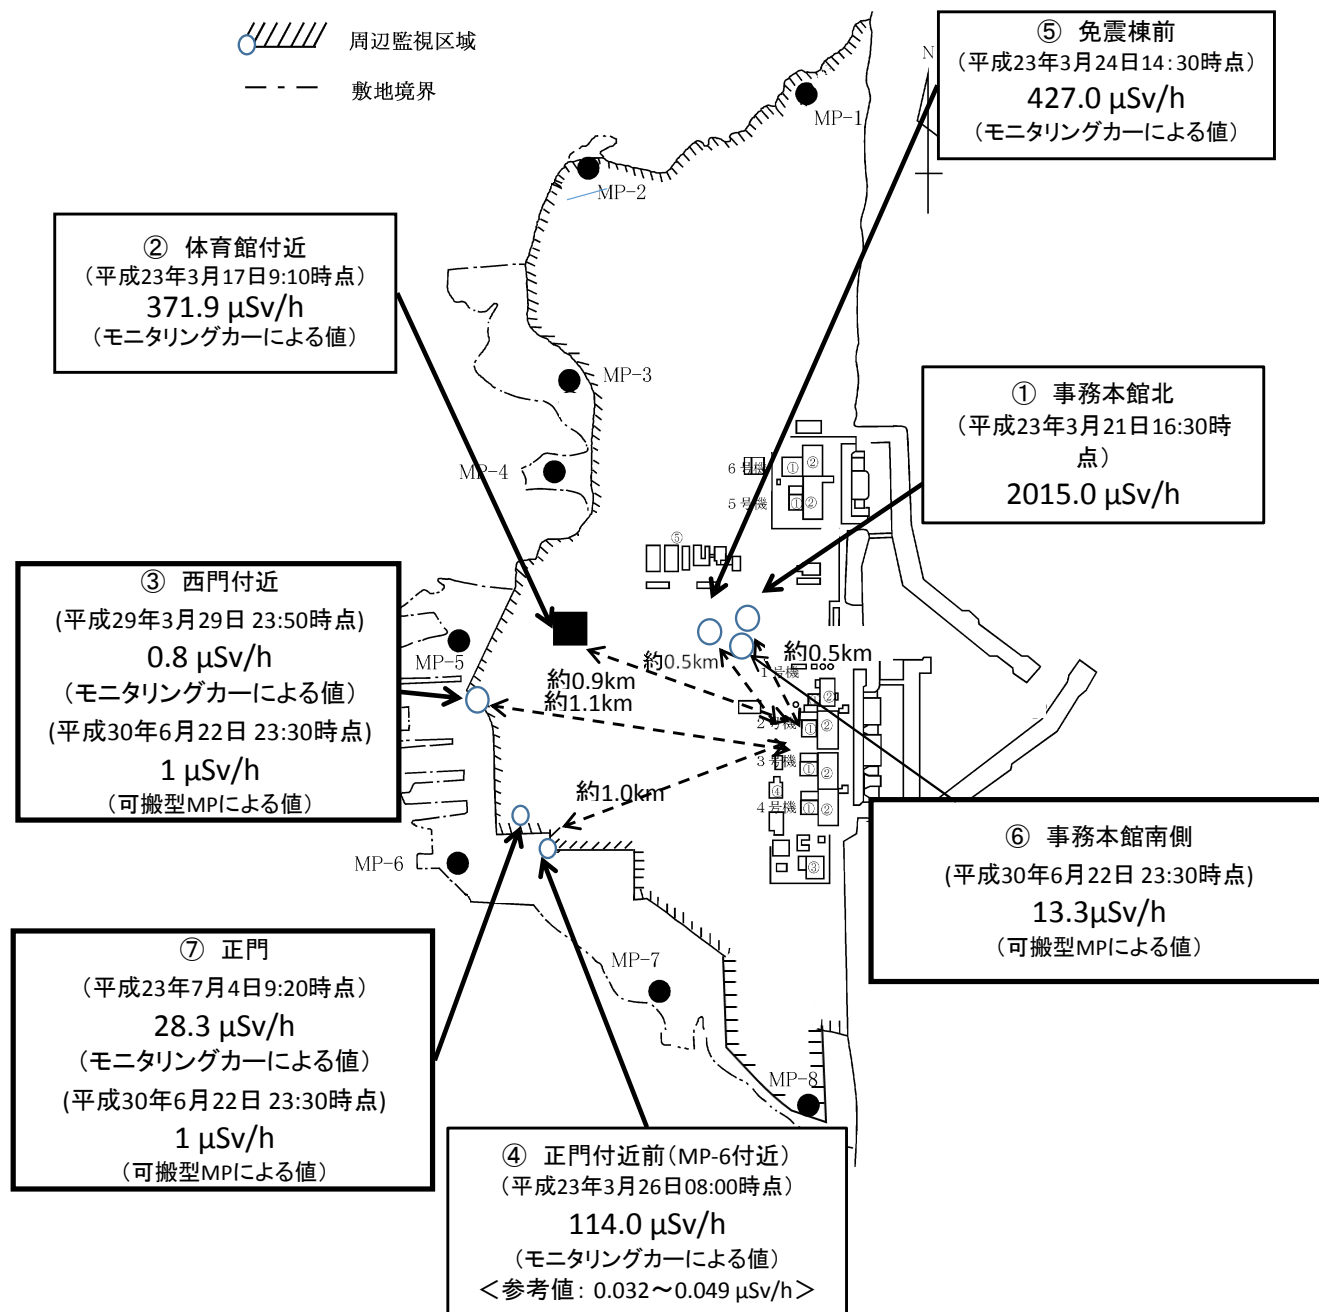 周辺監視区域
敷地境界
⑤ 免震棟前
(平成23年3月24日14:30時点)
427.0 µSv/h
(モニタリングカーによる値)
N
MP-1
MP-2
② 体育館付近
(平成23年3月17日9:10時点)
371.9 µSv/h
(モニタリングカーによる値)
MP-3
① 事務本館北
(平成23年3月21日16:30時
点)
2015.0 µSv/h
MP-4
6号機
① ②
5号機
① ②
⑤
③ 西門付近
(平成29年3月29日 23:50時点)
0.8 µSv/h
(モニタリングカーによる値)
(平成30年6月22日 23:30時点)
1 µSv/h
(可搬型MPによる値)
MP-5
約0.5km
約0.5km
約0.9km
約1.1km
1号機
②
2号機
① ②
3号機
① ②
④
4号機
① ②
③
約1.0km
MP-6
⑥ 事務本館南側
(平成30年6月22日 23:30時点)
13.3µSv/h
(可搬型MPによる値)
⑦ 正門
(平成23年7月4日9:20時点)
28.3 µSv/h
(モニタリングカーによる値)
(平成30年6月22日 23:30時点)
1 µSv/h
(可搬型MPによる値)
MP-7
MP-8
④ 正門付近前(MP-6付近)
(平成23年3月26日08:00時点)
114.0 µSv/h
(モニタリングカーによる値)
<参考値: 0.032～0.049 µSv/h>